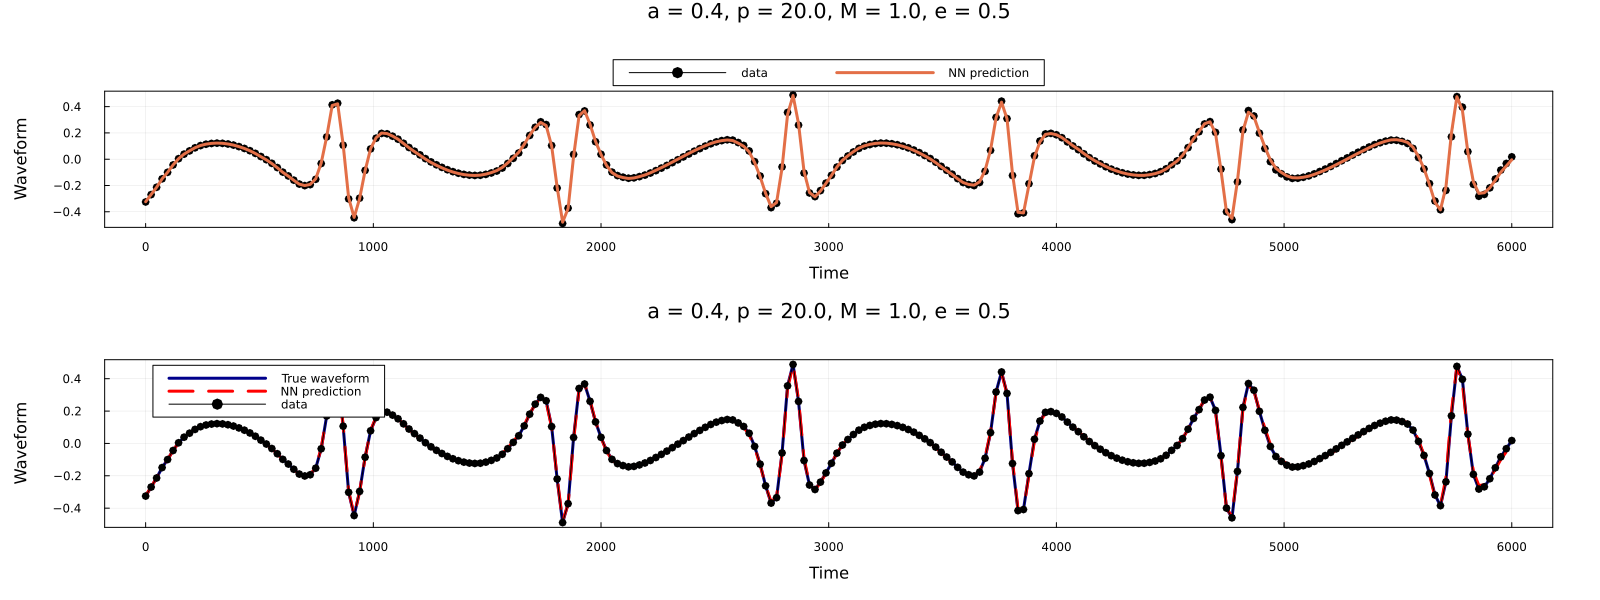 a = 0.4, p = 20.0, M = 1.0, e = 0.5
data NN prediction
Waveform
0.4
0.2
0.0
−0.2
−0.4
0 1000 2000 3000 4000 5000 6000
Time
a = 0.4, p = 20.0, M = 1.0, e = 0.5
True waveform
NN prediction
data
Waveform
0.4
0.2
0.0
−0.2
−0.4
0 1000 2000 3000 4000 5000 6000
Time